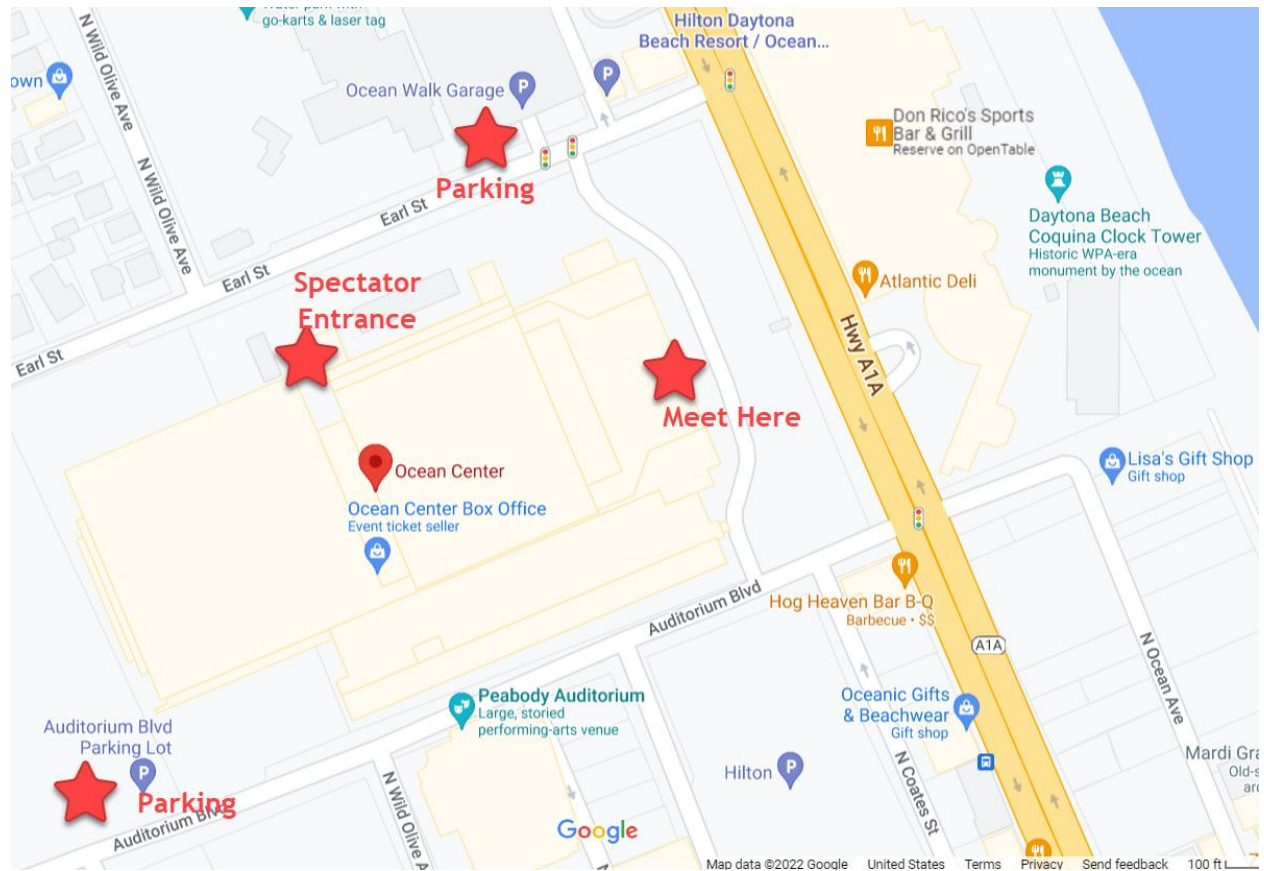 go-karts & laser tag
Hilton Daytona
Beach Resort / Ocean...
N Wild Olive Ave
own
Ocean Walk Garage
P
P
Parking
Don Rico's Sports
Bar & Grill
Reserve on OpenTable
N Wild Olive Ave
Earl St
Daytona Beach
Coquina Clock Tower
Historic WPA-era
monument by the ocean
Earl St
Spectator
Entrance
Atlantic Deli
Earl St
Hwy A1A
Meet Here
Ocean Center
Lisa's Gift Shop
Gift shop
Ocean Center Box Office
Event ticket seller
Auditorium Blvd
Hog Heaven Bar B-Q
Barbecue • $$
A1A
N Ocean Ave
Peabody Auditorium
Large, storied
performing-arts venue
Oceanic Gifts
& Beachwear
Gift shop
Auditorium Blvd
Parking Lot
P
Parking
Auditorium Blvd
N Wild Olive A
Hilton P
N Coates St
Mardi Gra
Old-s
arc
Google
Map data ©2022 Google United States Terms Privacy Send feedback 100 ft